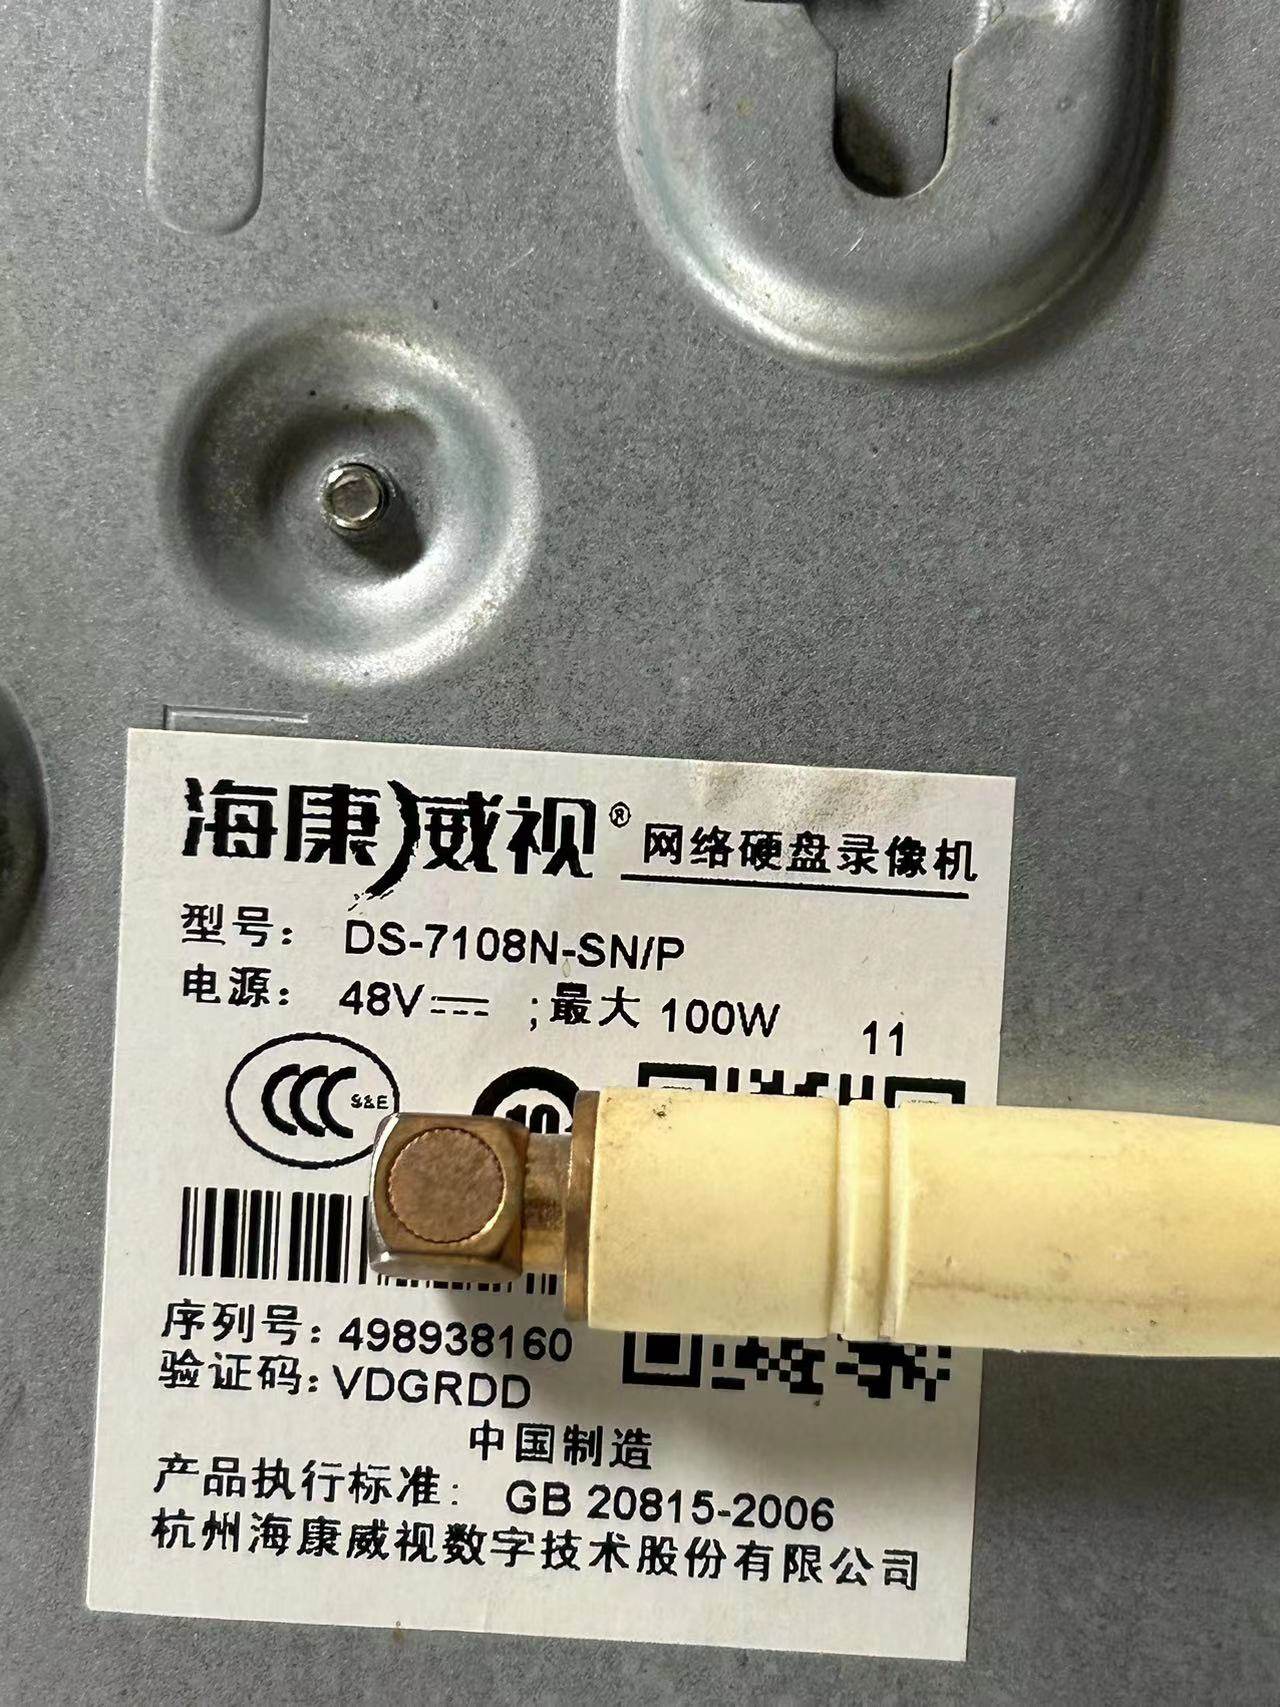 海康威视® 网络硬盘录像机
型号: DS-7108N-SN/P
电源: 48V⎓ ;最大 100W
11
CCC S&E
10
序列号:498938160
验证码:VDGRDD
中国制造
产品执行标准: GB 20815-2006
杭州海康威视数字技术股份有限公司